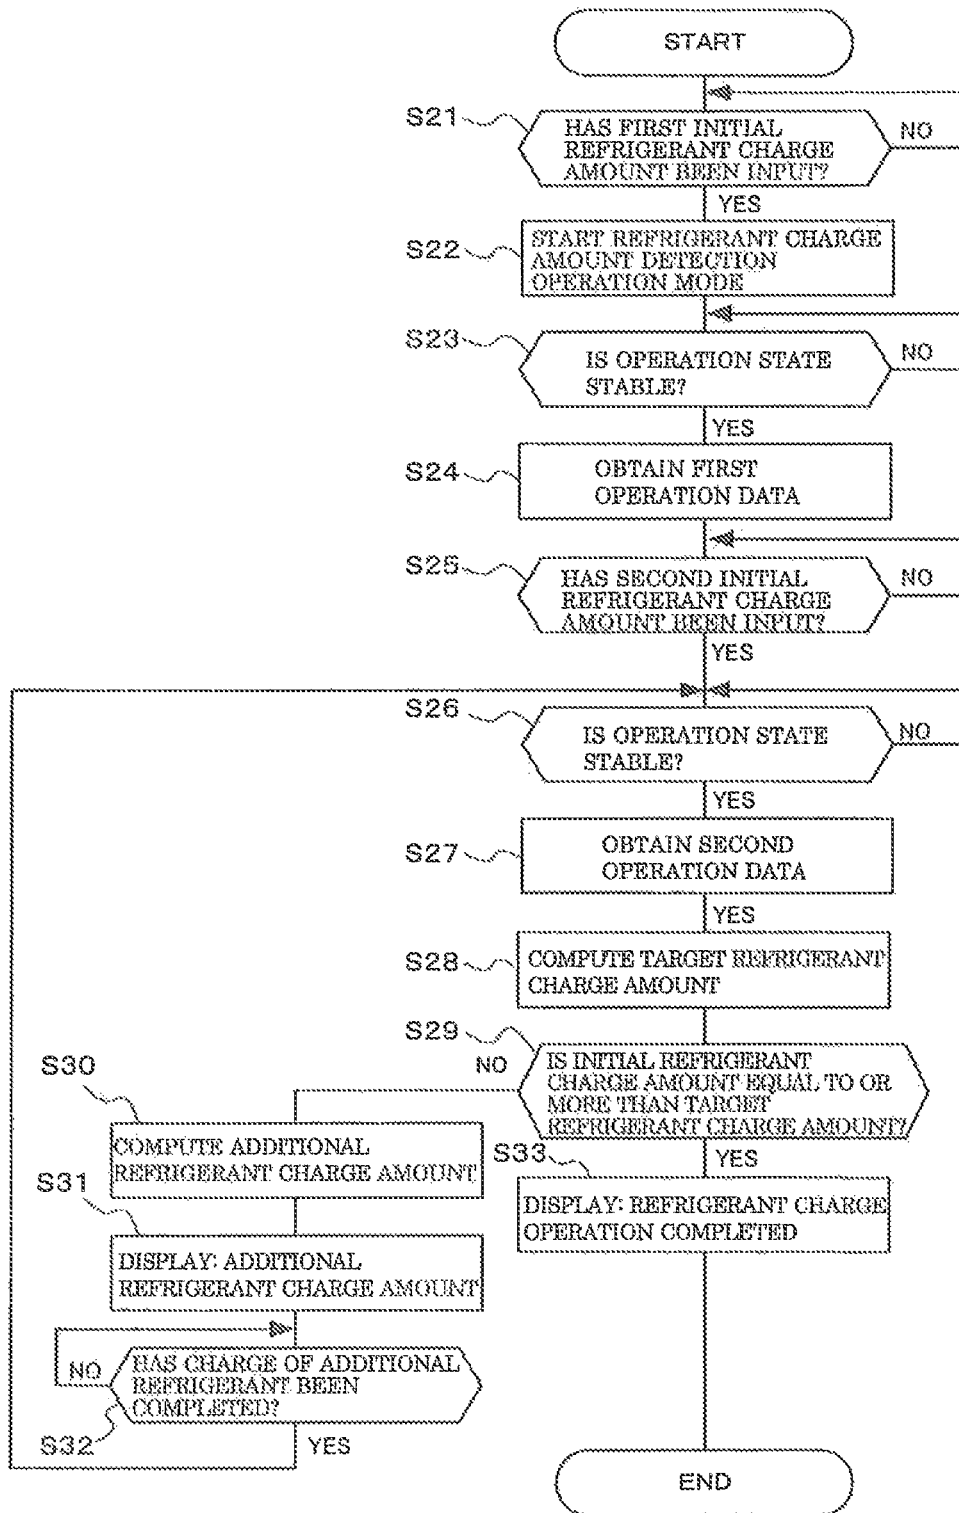 START
S21
HAS FIRST INITIAL
REFRIGERANT CHARGE
AMOUNT BEEN INPUT?
NO
YES
S22
START REFRIGERANT CHARGE
AMOUNT DETECTION
OPERATION MODE
S23
IS OPERATION STATE
STABLE?
NO
YES
S24
OBTAIN FIRST
OPERATION DATA
S25
HAS SECOND INITIAL
REFRIGERANT CHARGE
AMOUNT BEEN INPUT?
NO
YES
S26
IS OPERATION STATE
STABLE?
NO
YES
S27
OBTAIN SECOND
OPERATION DATA
YES
S28
COMPUTE TARGET REFRIGERANT
CHARGE AMOUNT
S29
IS INITIAL REFRIGERANT
CHARGE AMOUNT EQUAL TO OR
MORE THAN TARGET
REFRIGERANT CHARGE AMOUNT?
NO
YES
S30
COMPUTE ADDITIONAL
REFRIGERANT CHARGE AMOUNT
S31
DISPLAY: ADDITIONAL
REFRIGERANT CHARGE AMOUNT
S32
HAS CHARGE OF ADDITIONAL
REFRIGERANT BEEN
COMPLETED?
NO
YES
S33
DISPLAY: REFRIGERANT CHARGE
OPERATION COMPLETED
END